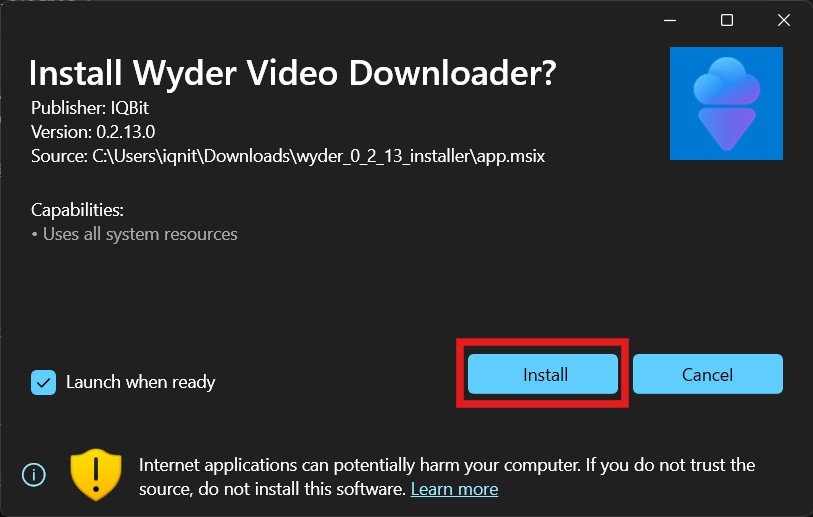 Install Wyder Video Downloader?
Publisher: IQBit
Version: 0.2.13.0
Source: C:\Users\iqnit\Downloads\wyder_0_2_13_installer\app.msix
Capabilities:
• Uses all system resources
Launch when ready
Install
Cancel
Internet applications can potentially harm your computer. If you do not trust the
source, do not install this software. Learn more